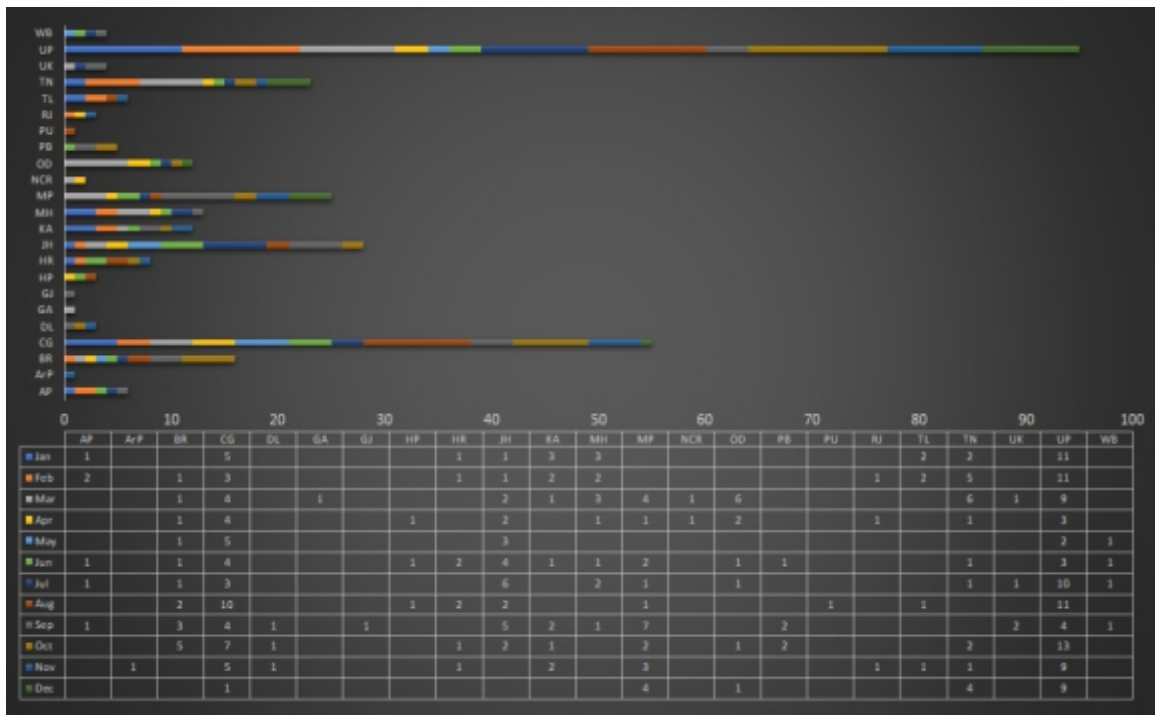 WB
UP
UK
TN
TL
RJ
PU
PB
OD
NCR
MP
MH
KA
JH
HR
HP
GJ
GA
DL
CG
BR
ArP
AP
0 10 20 30 40 50 60 70 80 90 100
AP ArP BR CG DL GA GJ HP HR JH KA MH MP NCR OD PB PU RJ TL TN UK UP WB
Jan 1 5 1 1 3 3 2 2 11
Feb 2 1 3 1 1 2 2 1 2 5 11
Mar 1 4 1 2 1 3 4 1 6 6 1 9
Apr 1 4 1 2 1 1 1 2 1 1 3
May 1 5 3 2 1
Jun 1 1 4 1 2 4 1 1 2 1 1 1 3 1
Jul 1 1 3 6 2 1 1 1 1 10 1
Aug 2 10 1 2 2 1 1 1 11
Sep 1 3 4 1 1 5 2 1 7 2 2 4 1
Oct 5 7 1 1 2 1 2 1 2 2 13
Nov 1 5 1 1 2 3 1 1 1 9
Dec 1 4 1 4 9